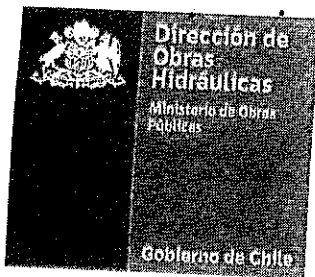 Dirección de
Obras
Hidráulicas
Ministerio de Obras
Públicas
Gobierno de Chile